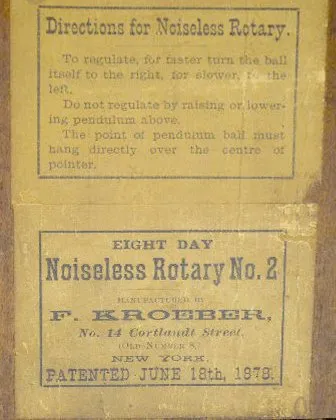 Directions for Noiseless Rotary.
To regulate, for faster turn the ball
itself to the right, for slower, to the
left.
Do not regulate by raising or lower-
ing pendulum above.
The point of pendulum ball must
hang directly over the centre of
pointer.
EIGHT DAY
Noiseless Rotary No. 2
MANUFACTURED BY
F. KROEBER,
No. 14 Cortlandt Street,
(OLD NUMBER 8,)
NEW YORK.
PATENTED JUNE 18th, 1878.